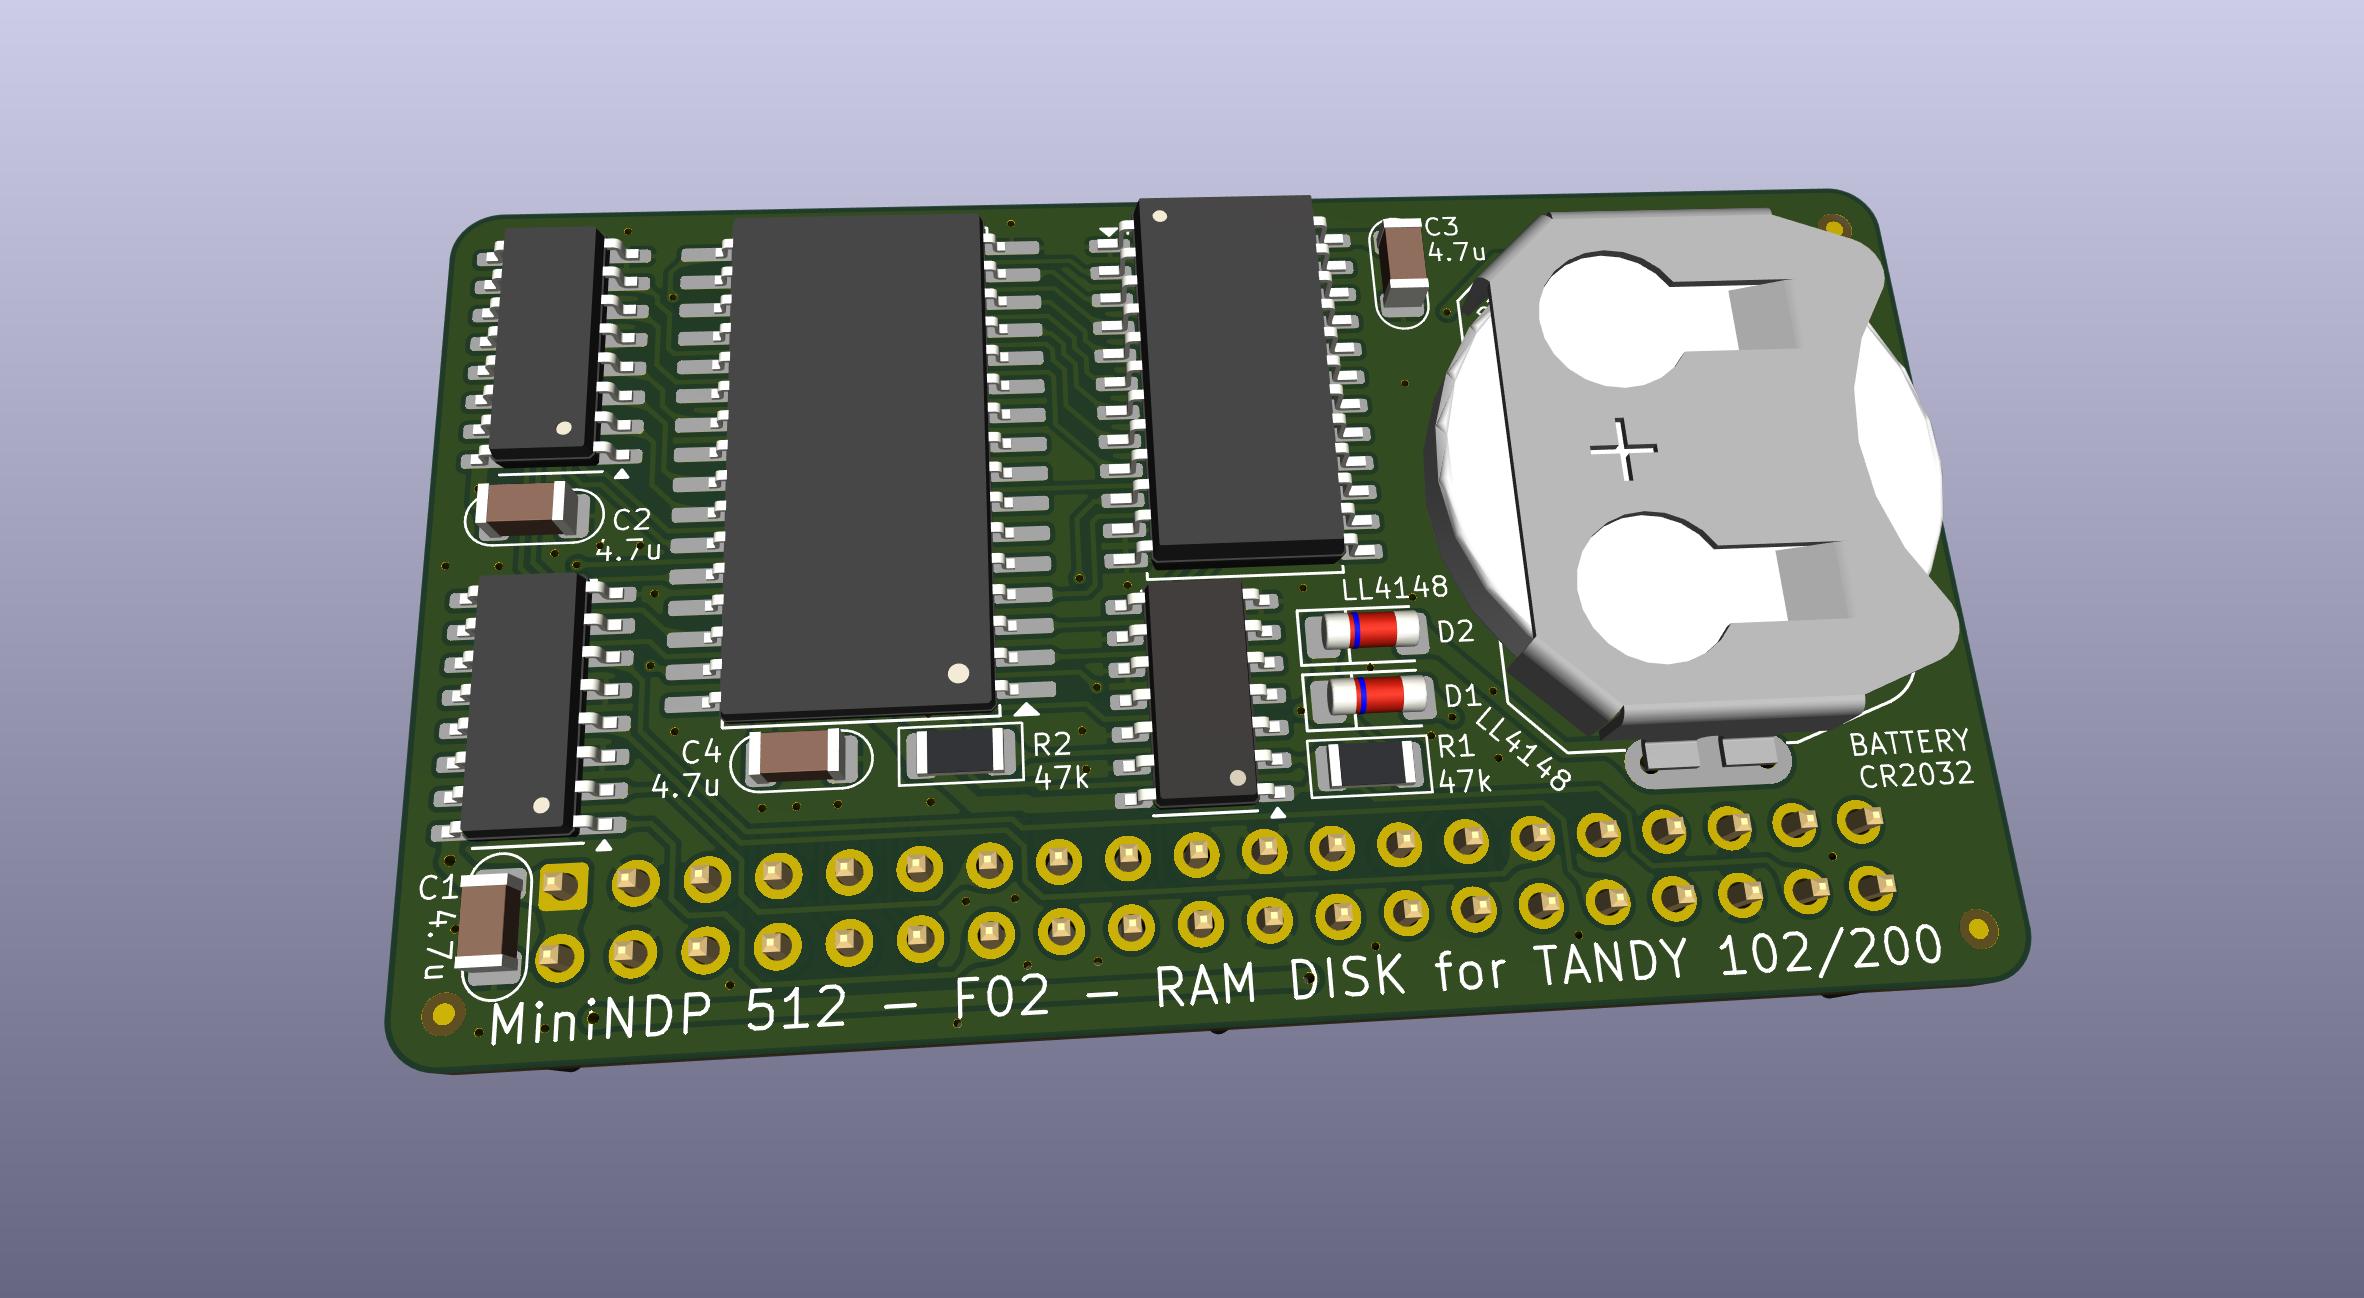 C3
4.7u
C2
4.7u
LL4148
D2
D1
LL4148
C4
4.7u
R2
47k
R1
47k
BATTERY
CR2032
C1
4.7u
MiniNDP 512 - F02 - RAM DISK for TANDY 102/200
+